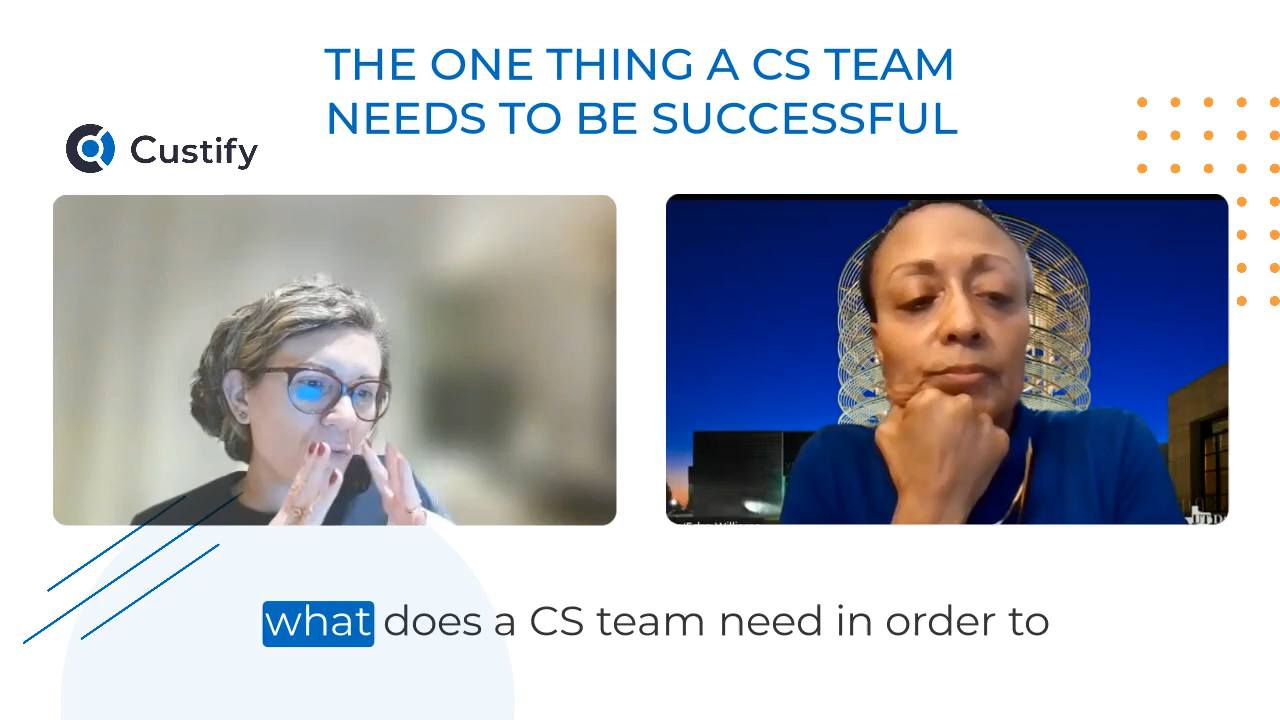 THE ONE THING A CS TEAM
NEEDS TO BE SUCCESSFUL
Custify
what does a CS team need in order to